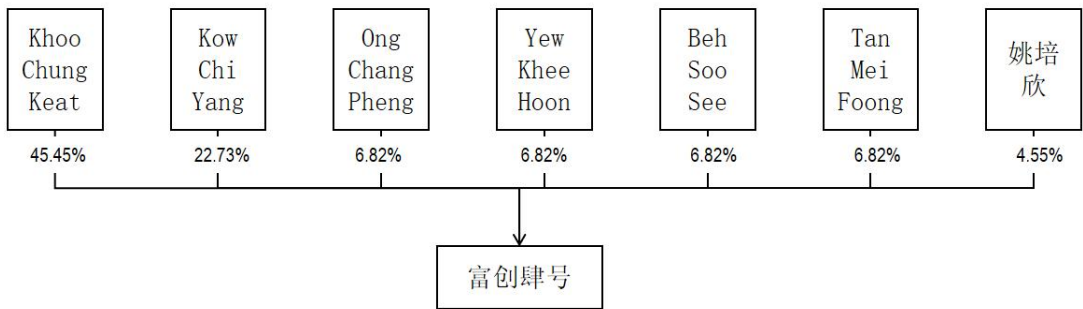 Khoo
Chung
Keat
Kow
Chi
Yang
Ong
Chang
Pheng
Yew
Khee
Hoon
Beh
Soo
See
Tan
Mei
Foong
姚培
欣
45.45%
22.73%
6.82%
6.82%
6.82%
6.82%
4.55%
富创肆号